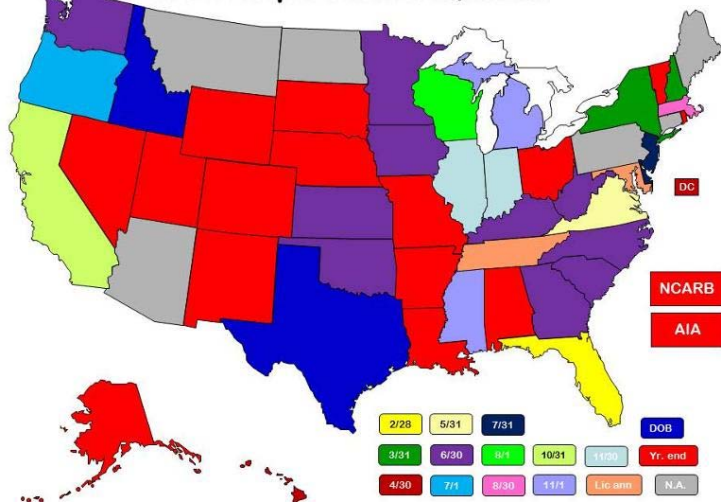 DC
NCARB
AIA
2/28 5/31 7/31 DOB
3/31 6/30 8/1 10/31 11/30 Yr. end
4/30 7/1 8/30 11/1 Lic ann N.A.